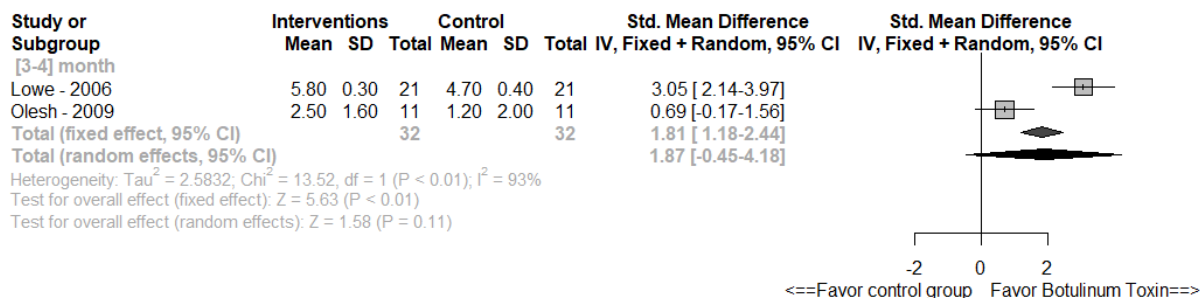 Study or Interventions Control Std. Mean Difference Std. Mean Difference
Subgroup Mean SD Total Mean SD Total IV, Fixed + Random, 95% CI IV, Fixed + Random, 95% CI
[3-4] month
Lowe - 2006 5.80 0.30 21 4.70 0.40 21 3.05 [ 2.14-3.97]
Olesh - 2009 2.50 1.60 11 1.20 2.00 11 0.69 [-0.17-1.56]
Total (fixed effect, 95% CI) 32 32 1.81 [ 1.18-2.44]
Total (random effects, 95% CI) 1.87 [-0.45-4.18]
Heterogeneity: Tau² = 2.5832; Chi² = 13.52, df = 1 (P < 0.01); I² = 93%
Test for overall effect (fixed effect): Z = 5.63 (P < 0.01)
Test for overall effect (random effects): Z = 1.58 (P = 0.11)
-2 0 2
<==Favor control group Favor Botulinum Toxin==>